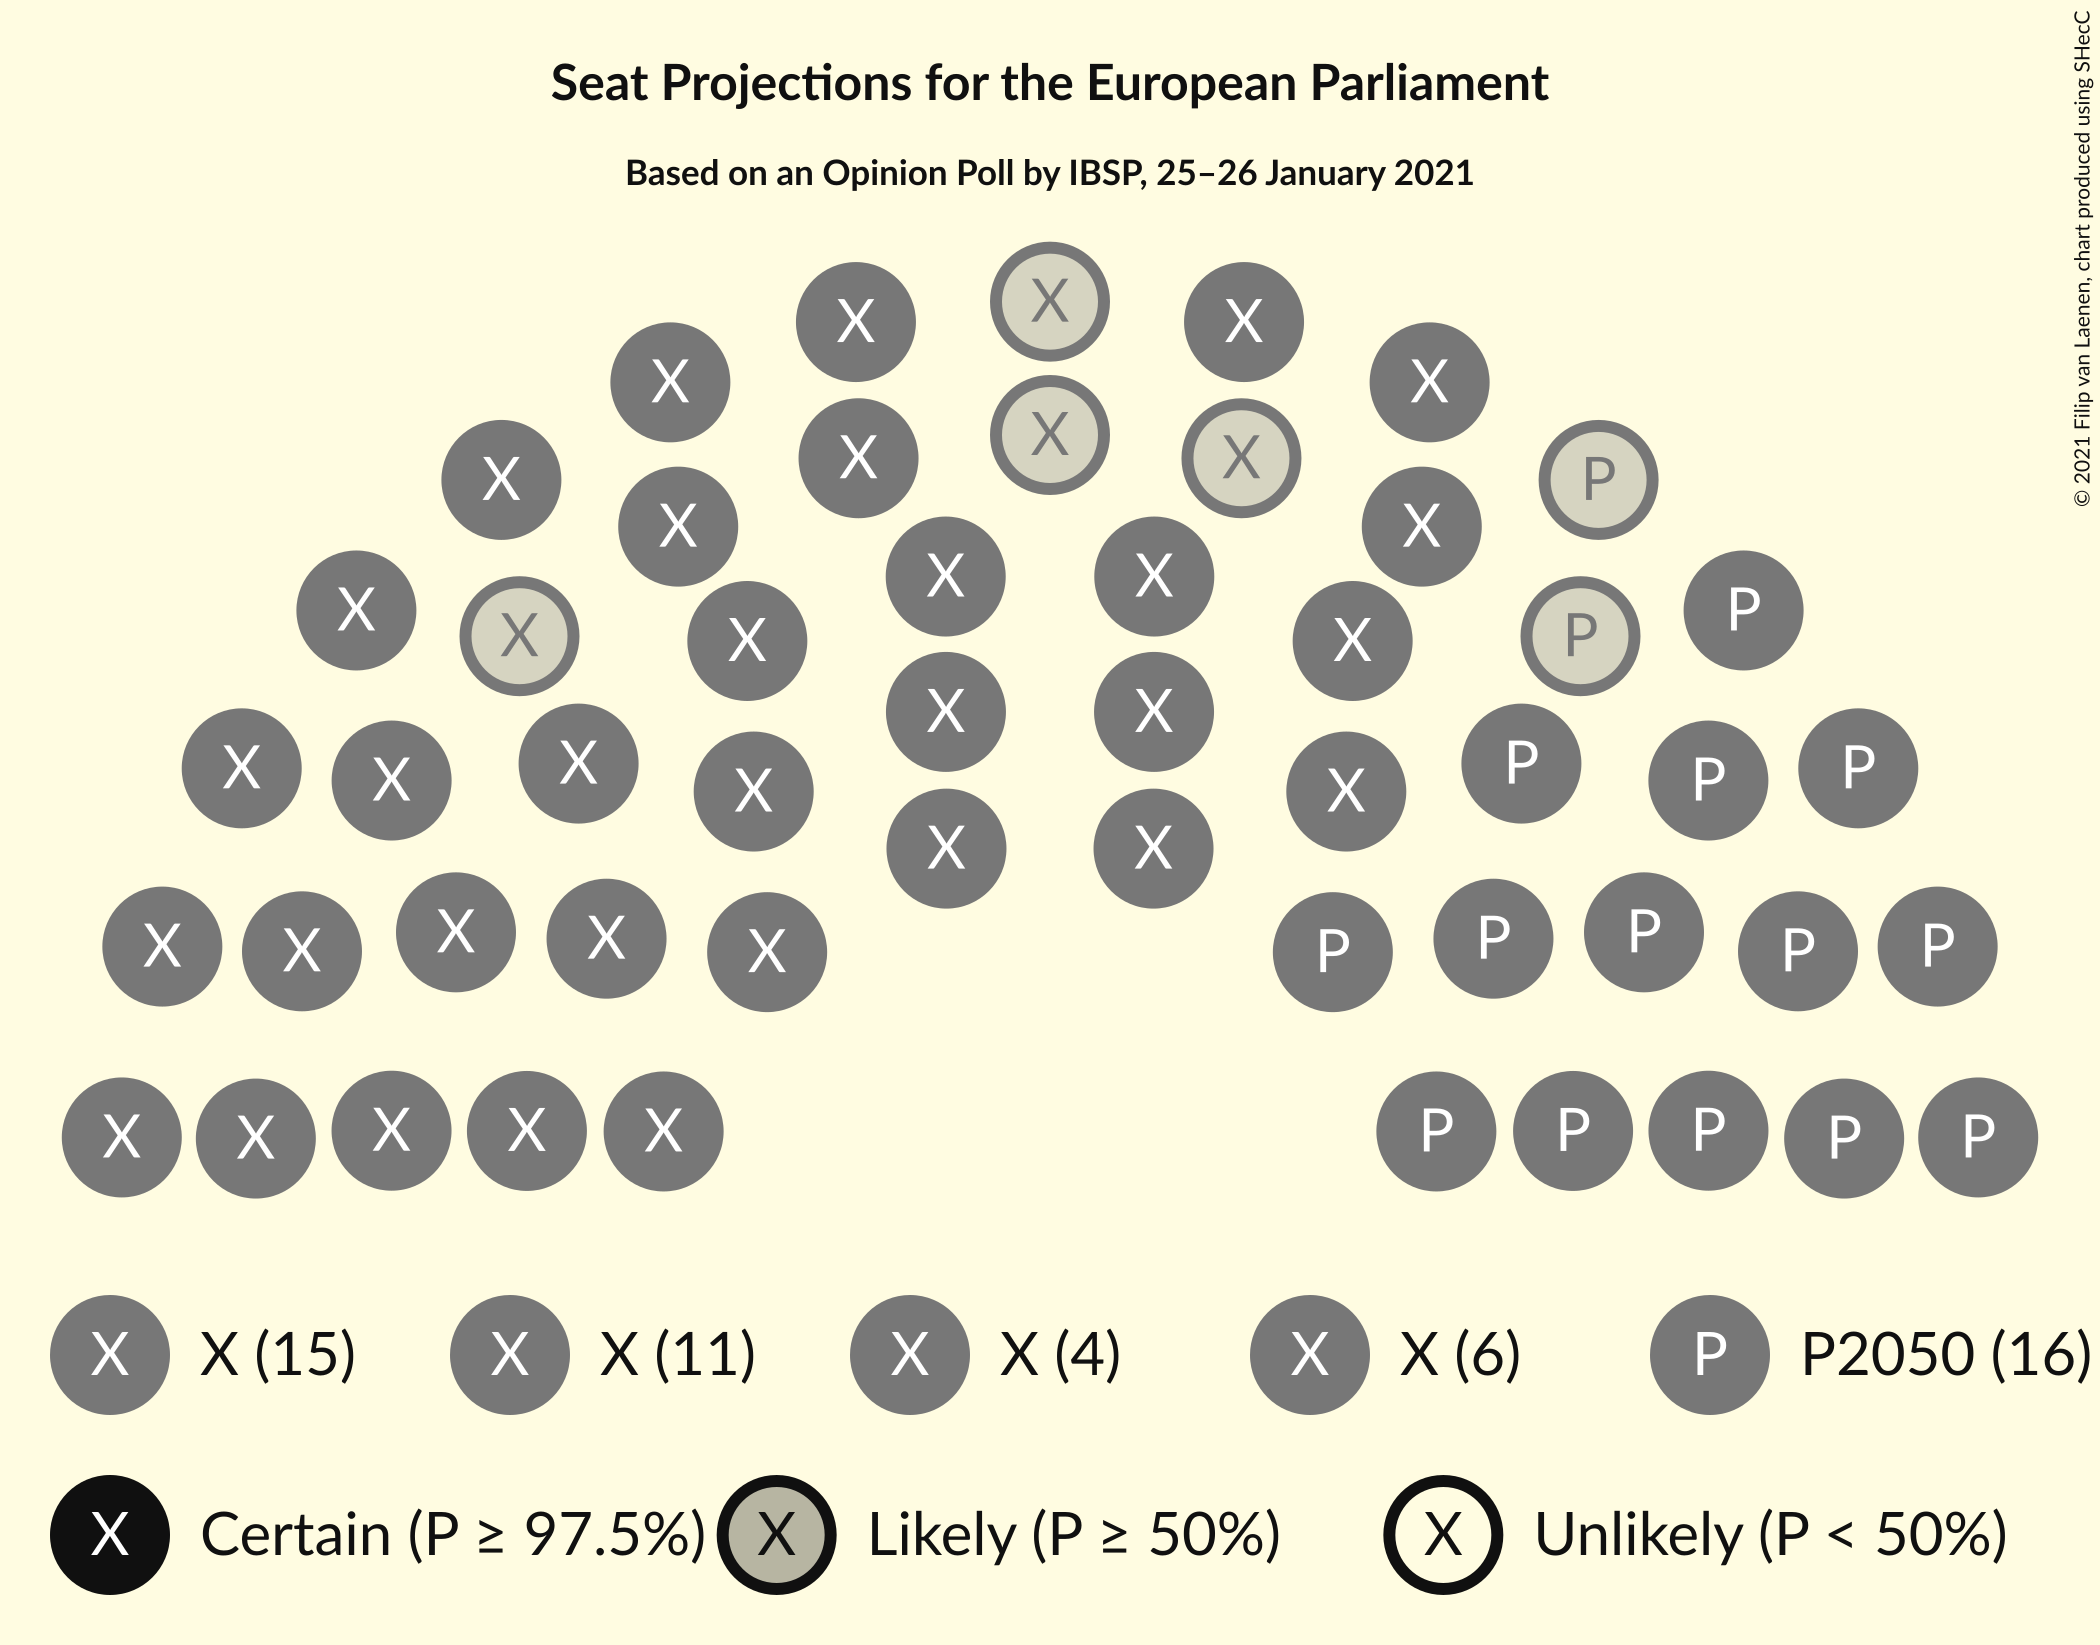 © 2021 Filip van Laenen, chart produced using SHecC
Seat Projections for the European Parliament
Based on an Opinion Poll by IBSP, 25–26 January 2021
X
X X
X X
X
X X
X P
X X
X X
X P
X X X P
X X
X X X X X P P P
X X
X X X X X P P P P P
X X X X X P P P P P
X X (15) X X (11) X X (4) X X (6) P P2050 (16)
X Certain (P ≥ 97.5%) X Likely (P ≥ 50%) X Unlikely (P < 50%)